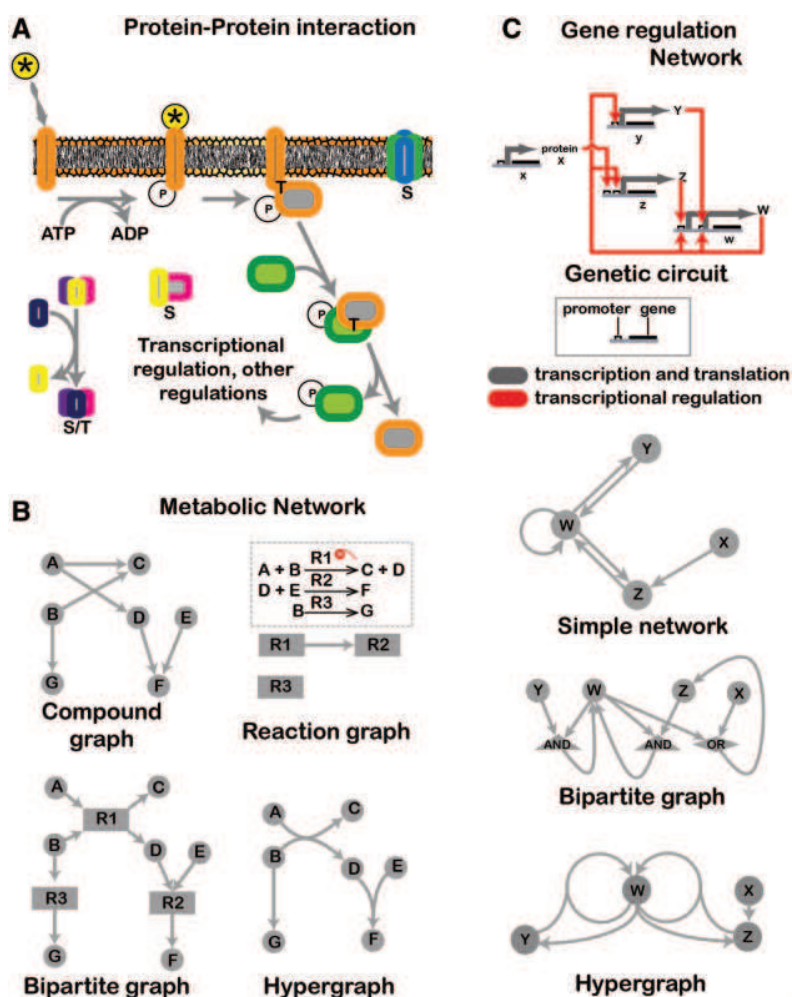 A
Protein-Protein interaction
*
*
T
P
P
S
ATP
ADP
S
P
T
Transcriptional
regulation, other
regulations
P
S/T
B
Metabolic Network
A
C
B
D
E
G
F
Compound
graph
R1
A + B C + D
R2
D + E F
R3
B G
R1
R2
R3
Reaction graph
A
C
R1
B
D
E
R3
R2
G
F
Bipartite graph
A
C
B
D
E
G
F
Hypergraph
C
Gene regulation
Network
Y
y
protein
x
x
Z
z
W
w
Genetic circuit
promoter gene
transcription and translation
transcriptional regulation
Y
W
X
Z
Simple network
Y
W
Z
X
AND
AND
OR
Bipartite graph
W
X
Y
Z
Hypergraph